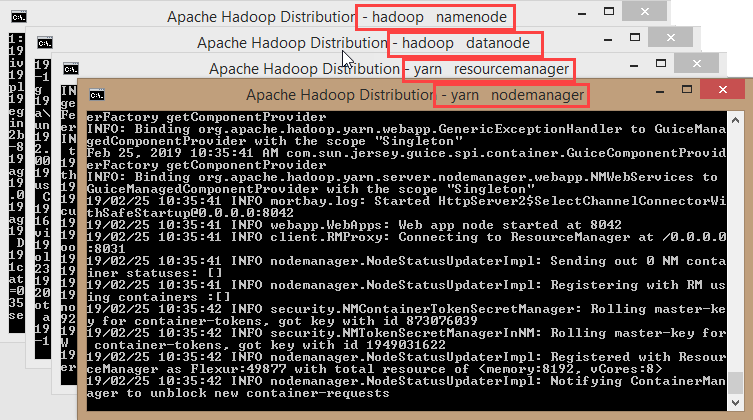 Apache Hadoop Distribution - hadoop namenode
Apache Hadoop Distribution - hadoop datanode
Apache Hadoop Distribution - yarn resourcemanager
Apache Hadoop Distribution - yarn nodemanager
erFactory getComponentProvider
INFO: Binding org.apache.hadoop.yarn.webapp.GenericExceptionHandler to GuiceMana
gedComponentProvider with the scope "Singleton"
Feb 25, 2019 10:35:41 AM com.sun.jersey.guice.spi.container.GuiceComponentProvid
erFactory getComponentProvider
INFO: Binding org.apache.hadoop.yarn.server.nodemanager.webapp.NMWebServices to
GuiceManagedComponentProvider with the scope "Singleton"
19/02/25 10:35:41 INFO mortbay.log: Started HttpServer2$SelectChannelConnectorWi
thSafeStartup@0.0.0.0:8042
19/02/25 10:35:41 INFO webapp.WebApps: Web app node started at 8042
19/02/25 10:35:41 INFO client.RMProxy: Connecting to ResourceManager at /0.0.0.0
:8031
19/02/25 10:35:41 INFO nodemanager.NodeStatusUpdaterImpl: Sending out 0 NM conta
iner statuses: []
19/02/25 10:35:41 INFO nodemanager.NodeStatusUpdaterImpl: Registering with RM us
ing containers :[]
19/02/25 10:35:42 INFO security.NMContainerTokenSecretManager: Rolling master-ke
y for container-tokens, got key with id 873076039
19/02/25 10:35:42 INFO security.NMTokenSecretManagerInNM: Rolling master-key for
container-tokens, got key with id 1949031622
19/02/25 10:35:42 INFO nodemanager.NodeStatusUpdaterImpl: Registered with Resour
ceManager as Flexur:49877 with total resource of <memory:8192, vCores:8>
19/02/25 10:35:42 INFO nodemanager.NodeStatusUpdaterImpl: Notifying ContainerMan
ager to unblock new container-requests